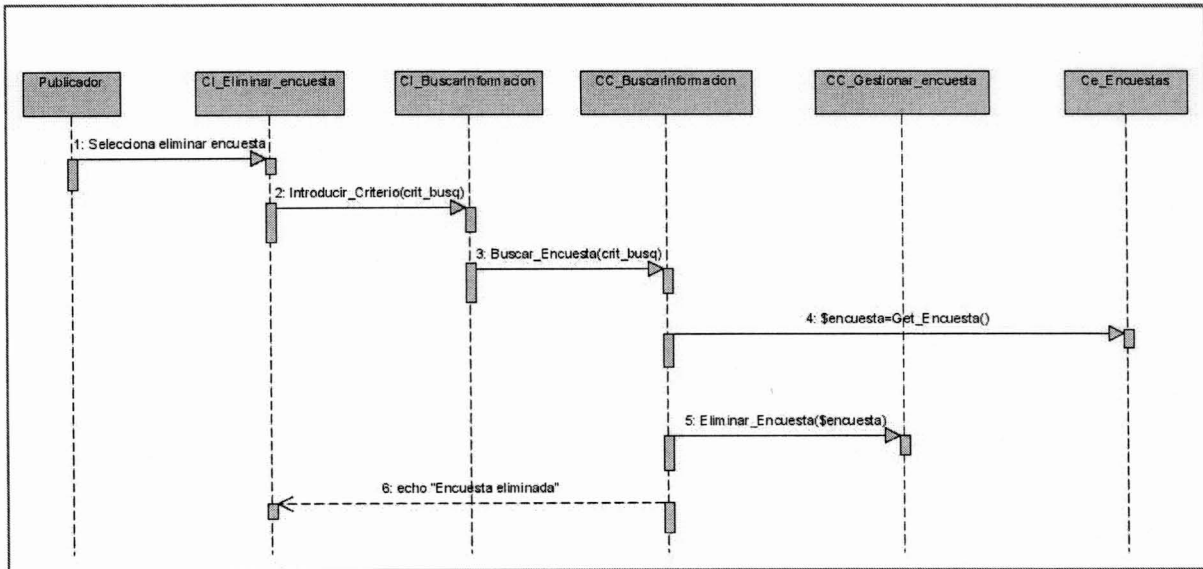 Publicador
CI_Eliminar_encuesta
CI_BuscarInformacion
CC_BuscarInformacion
CC_Gestionar_encuesta
Ce_Encuestas
1: Selecciona eliminar encuesta
2: Introducir_Criterio(crit_busq)
3: Buscar_Encuesta(crit_busq)
4: $encuesta=Get_Encuesta()
5: Eliminar_Encuesta($encuesta)
6: echo "Encuesta eliminada"